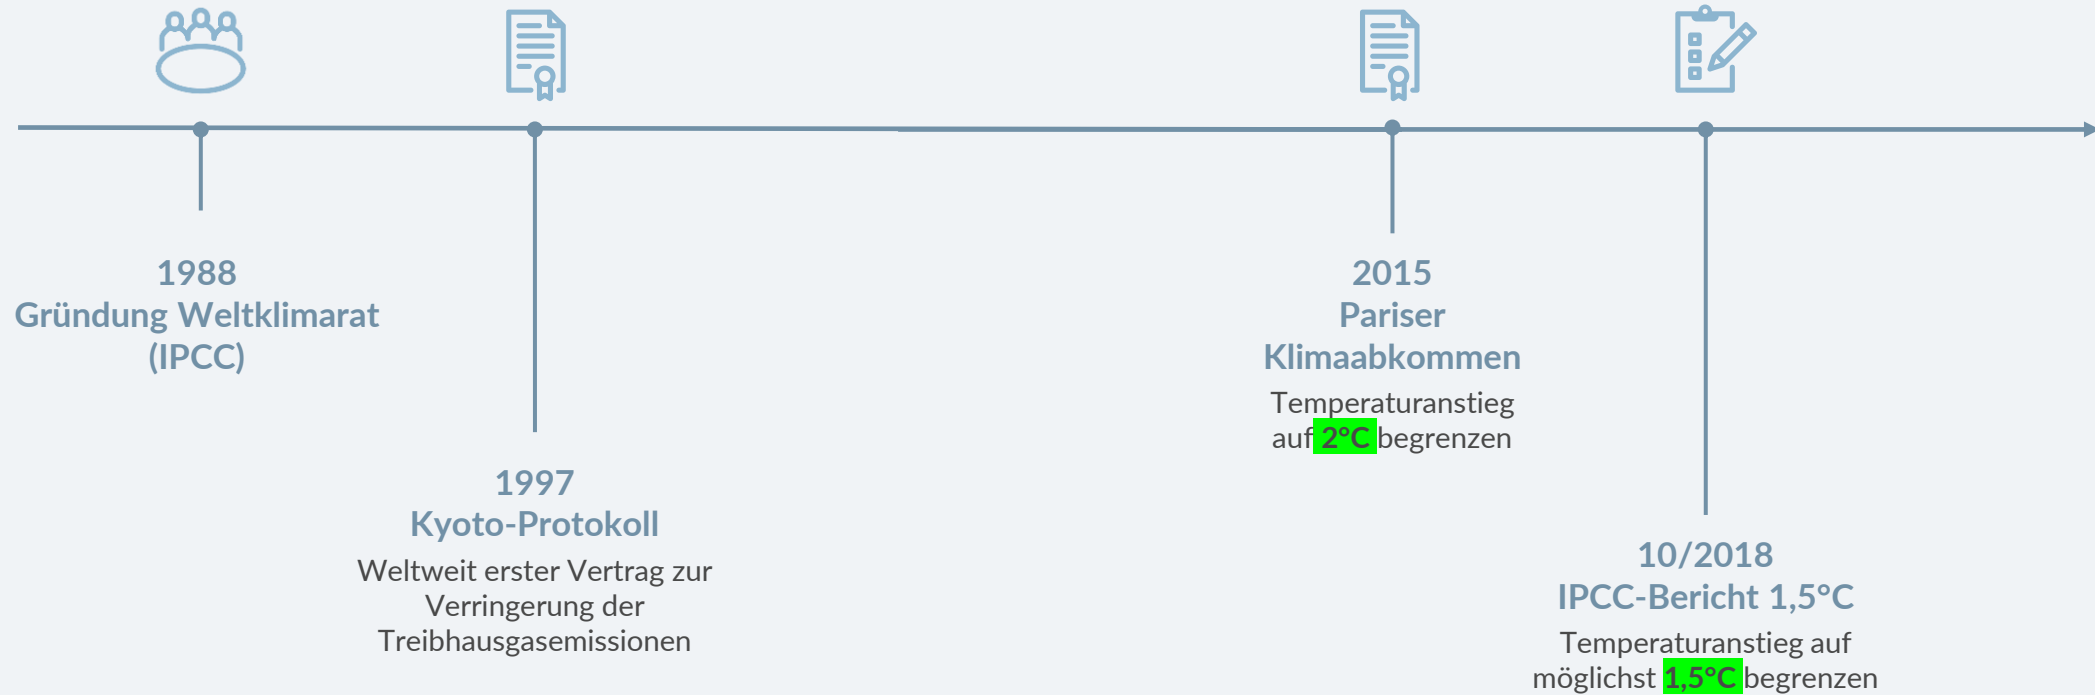 1988
Gründung Weltklimarat
(IPCC)
1997
Kyoto-Protokoll
Weltweit erster Vertrag zur
Verringerung der
Treibhausgasemissionen
2015
Pariser
Klimaabkommen
Temperaturanstieg
auf 2°C begrenzen
10/2018
IPCC-Bericht 1,5°C
Temperaturanstieg auf
möglichst 1,5°C begrenzen